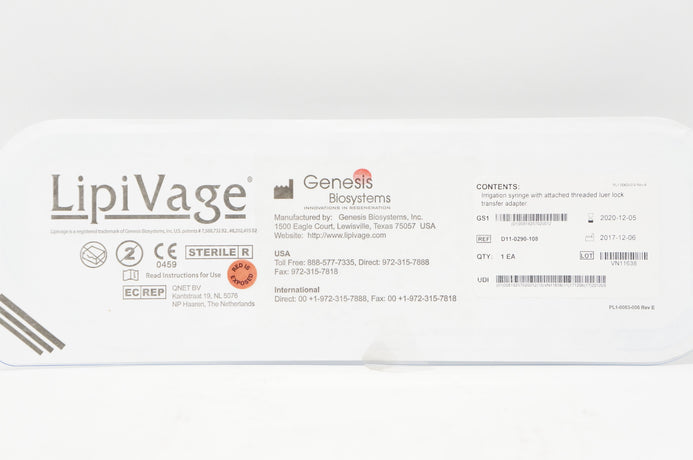 LipiVage®
Lipivage is a registered trademark of Genesis Biosystems, Inc. U.S. patents #
2
CE
0459
STERILE R
Read Instructions for Use
EC REP
QNET BV
Kantstraat 19, NL 5076
NP Haaren, The Netherlands
RED IS
EXPOSED
Genesis
Biosystems
INNOVATIONS IN REGENERATION
Manufactured by: Genesis Biosystems, Inc.
1500 Eagle Court, Lewisville, Texas 75057 USA
Website: http://www.lipivage.com
USA
Toll Free: 888-577-7335, Direct: 972-315-7888
Fax: 972-315-7818
International
Direct: 00 +1-972-315-7888, Fax: 00 +1-972-315-7818
CONTENTS:
Irrigation syringe with attached threaded luer lock
transfer adapter
GS1
2020-12-05
REF D11-0290-108
2017-12-06
QTY: 1 EA
LOT
VN11638
UDI
PL1-0063-006 Rev E